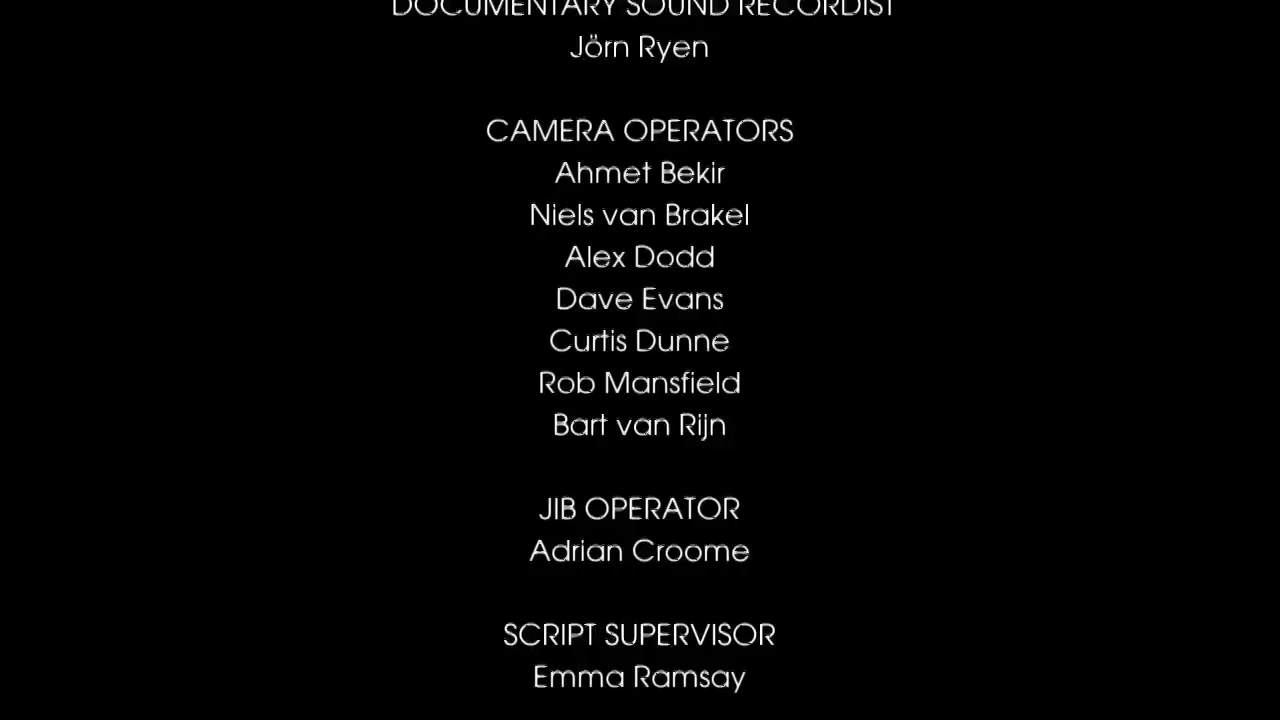 DOCUMENTARY SOUND RECORDIST
Jörn Ryen
CAMERA OPERATORS
Ahmet Bekir
Niels van Brakel
Alex Dodd
Dave Evans
Curtis Dunne
Rob Mansfield
Bart van Rijn
JIB OPERATOR
Adrian Croome
SCRIPT SUPERVISOR
Emma Ramsay